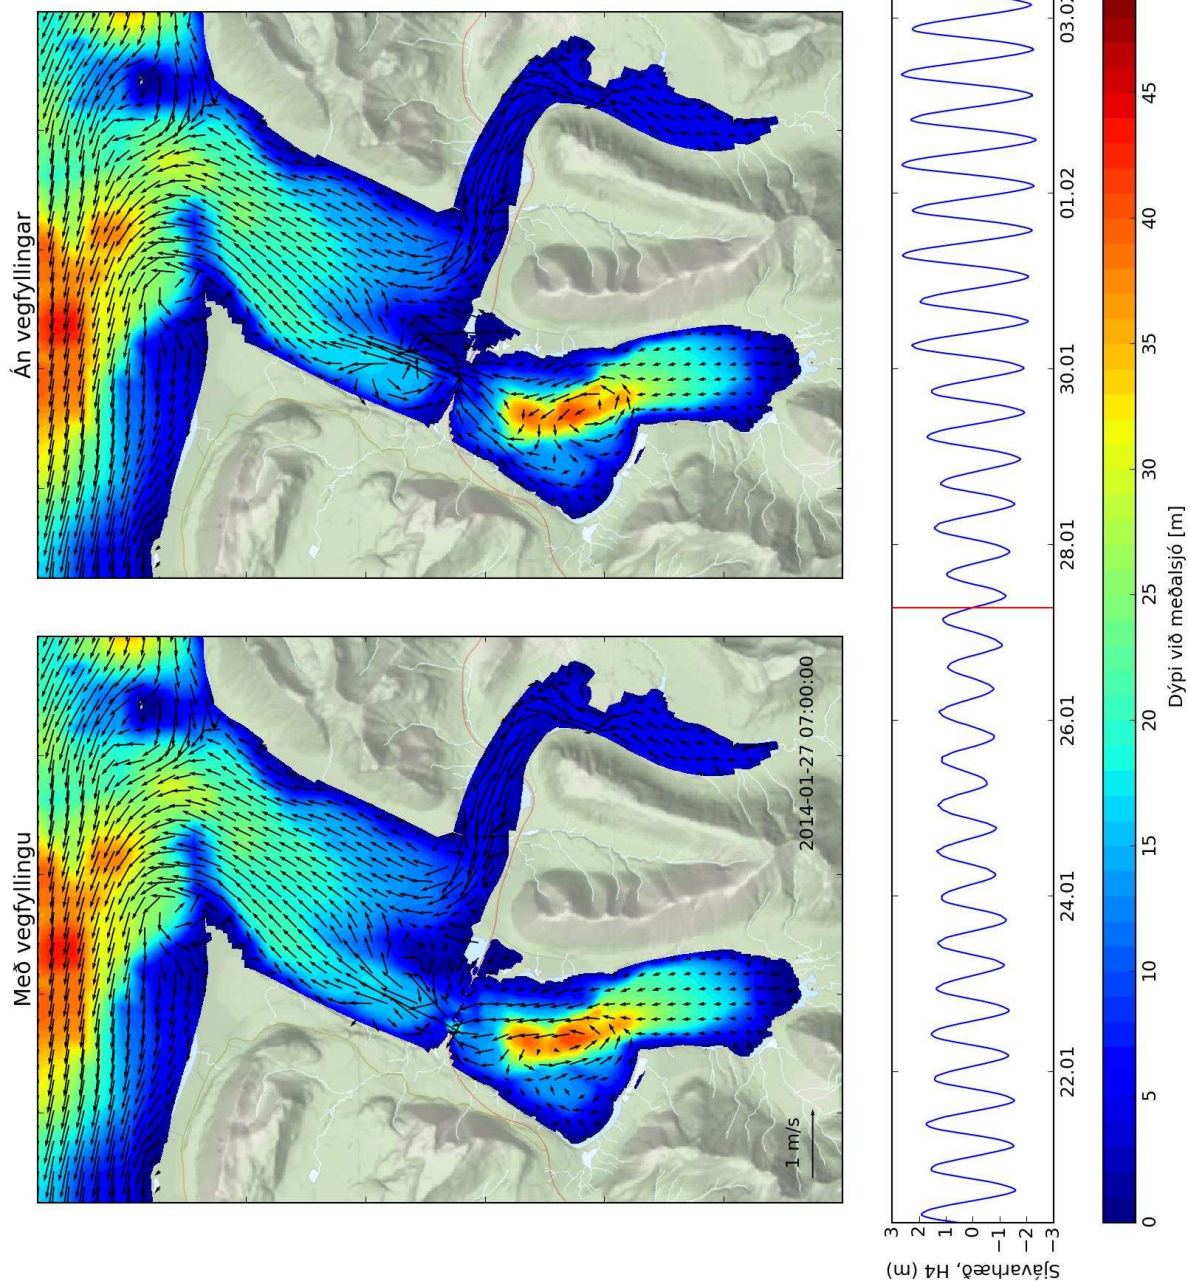 Með vegfyllingu
Án vegfyllingar
1 m/s
2014-01-27 07:00:00
Sjávarhæð, H4 (m)
3
2
1
0
−1
−2
−3
22.01
24.01
26.01
28.01
30.01
01.02
0 5 10 15 20 25 30 35 40 45
Dýpi við meðalsjó [m]